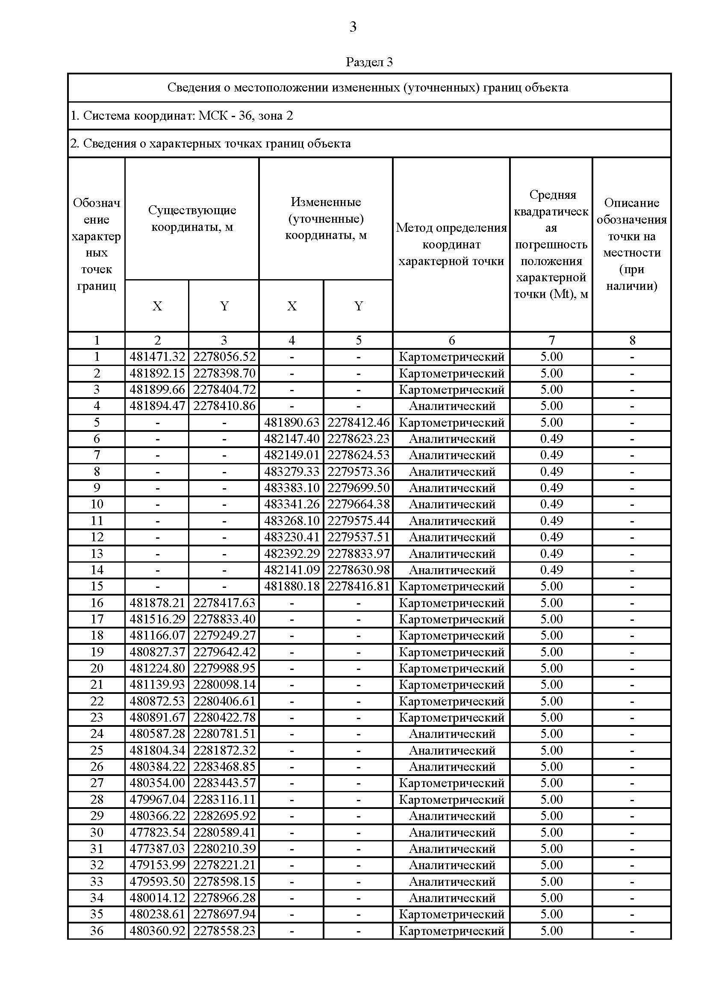 3
Раздел 3
Сведения о местоположении измененных (уточненных) границ объекта
1. Система координат: МСК - 36, зона 2
2. Сведения о характерных точках границ объекта
Обознач
ение
характер
ных
точек
границ
Существующие
координаты, м
Измененные
(уточненные)
координаты, м
Метод определения
координат
характерной точки
Средняя
квадратическ
ая
погрешность
положения
характерной
точки (Mt), м
Описание
обозначения
точки на
местности
(при
наличии)
X Y X Y
1 2 3 4 5 6 7 8
1 481471.32 2278056.52 - - Картометрический 5.00 -
2 481892.15 2278398.70 - - Картометрический 5.00 -
3 481899.66 2278404.72 - - Картометрический 5.00 -
4 481894.47 2278410.86 - - Аналитический 5.00 -
5 - - 481890.63 2278412.46 Картометрический 5.00 -
6 - - 482147.40 2278623.23 Аналитический 0.49 -
7 - - 482149.01 2278624.53 Аналитический 0.49 -
8 - - 483279.33 2279573.36 Аналитический 0.49 -
9 - - 483383.10 2279699.50 Аналитический 0.49 -
10 - - 483341.26 2279664.38 Аналитический 0.49 -
11 - - 483268.10 2279575.44 Аналитический 0.49 -
12 - - 483230.41 2279537.51 Аналитический 0.49 -
13 - - 482392.29 2278833.97 Аналитический 0.49 -
14 - - 482141.09 2278630.98 Аналитический 0.49 -
15 - - 481880.18 2278416.81 Картометрический 5.00 -
16 481878.21 2278417.63 - - Картометрический 5.00 -
17 481516.29 2278833.40 - - Картометрический 5.00 -
18 481166.07 2279249.27 - - Картометрический 5.00 -
19 480827.37 2279642.42 - - Картометрический 5.00 -
20 481224.80 2279988.95 - - Картометрический 5.00 -
21 481139.93 2280098.14 - - Картометрический 5.00 -
22 480872.53 2280406.61 - - Картометрический 5.00 -
23 480891.67 2280422.78 - - Картометрический 5.00 -
24 480587.28 2280781.51 - - Аналитический 5.00 -
25 481804.34 2281872.32 - - Аналитический 5.00 -
26 480384.22 2283468.85 - - Аналитический 5.00 -
27 480354.00 2283443.57 - - Картометрический 5.00 -
28 479967.04 2283116.11 - - Картометрический 5.00 -
29 480366.22 2282695.92 - - Аналитический 5.00 -
30 477823.54 2280589.41 - - Аналитический 5.00 -
31 477387.03 2280210.39 - - Аналитический 5.00 -
32 479153.99 2278221.21 - - Аналитический 5.00 -
33 479593.50 2278598.15 - - Аналитический 5.00 -
34 480014.12 2278966.28 - - Аналитический 5.00 -
35 480238.61 2278697.94 - - Картометрический 5.00 -
36 480360.92 2278558.23 - - Картометрический 5.00 -